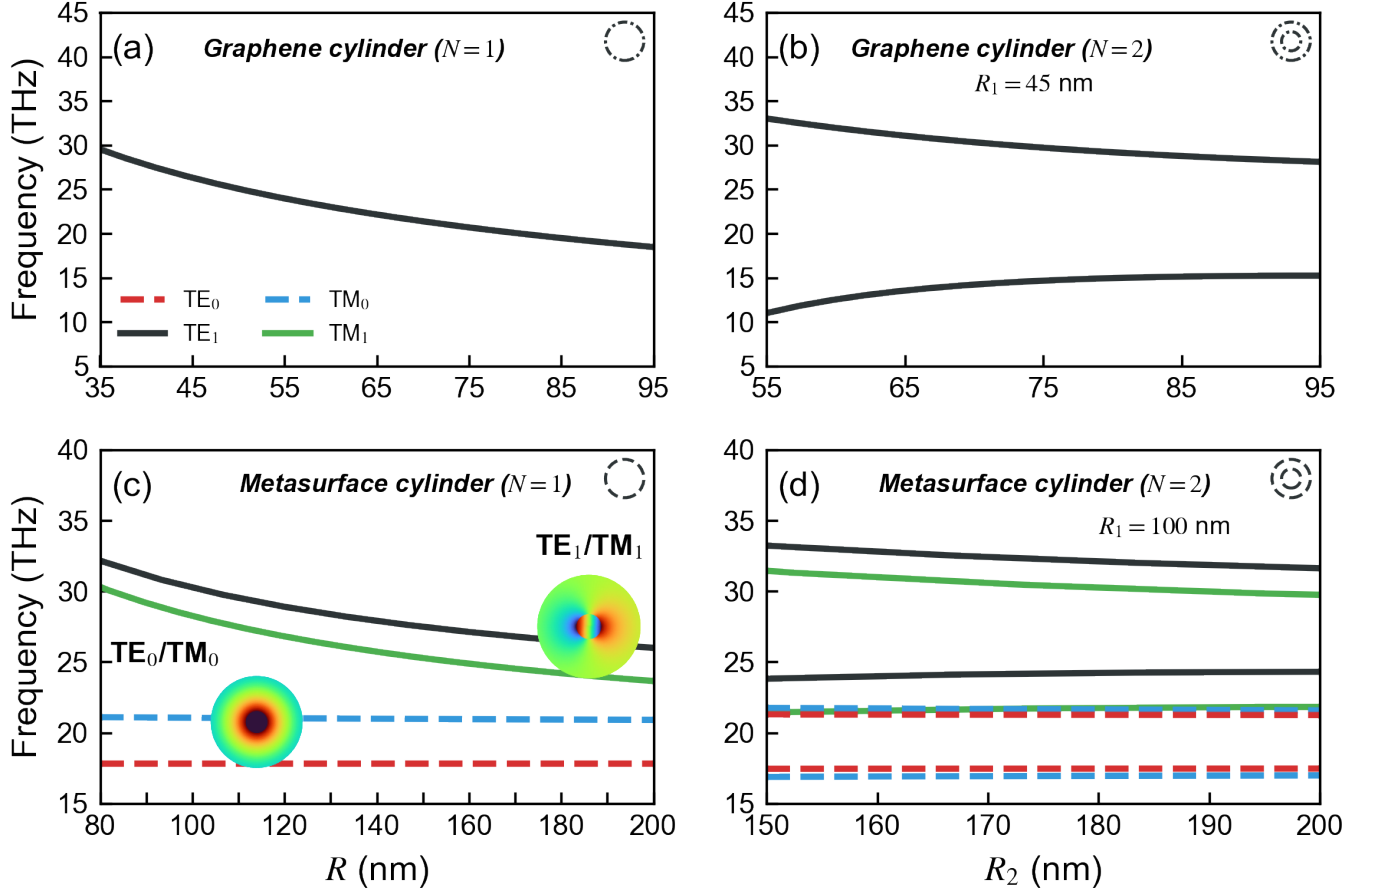 (a) Graphene cylinder (N = 1)
Frequency (THz)
45
40
35
30
25
20
15
10
5
TE₀ TM₀
TE₁ TM₁
35 45 55 65 75 85 95
(b) Graphene cylinder (N = 2)
R₁ = 45 nm
45
40
35
30
25
20
15
10
5
55 65 75 85 95
(c) Metasurface cylinder (N = 1)
Frequency (THz)
40
35
30
25
20
15
TE₁/TM₁
TE₀/TM₀
80 100 120 140 160 180 200
R (nm)
(d) Metasurface cylinder (N = 2)
R₁ = 100 nm
40
35
30
25
20
15
150 160 170 180 190 200
R₂ (nm)